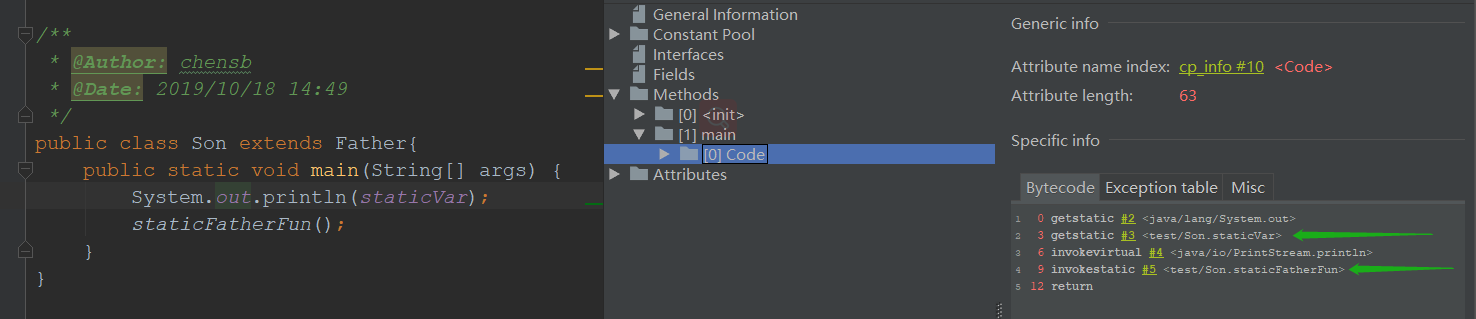 /**
* @Author: chensb
* @Date: 2019/10/18 14:49
*/
public class Son extends Father{
public static void main(String[] args) {
System.out.println(staticVar);
staticFatherFun();
}
}
General Information
Constant Pool
Interfaces
Fields
Methods
[0] <init>
[1] main
[0] Code
Attributes
Generic info
Attribute name index: cp_info #10 <Code>
Attribute length: 63
Specific info
Bytecode Exception table Misc
1 0 getstatic #2 <java/lang/System.out>
2 3 getstatic #3 <test/Son.staticVar>
3 6 invokevirtual #4 <java/io/PrintStream.println>
4 9 invokestatic #5 <test/Son.staticFatherFun>
5 12 return